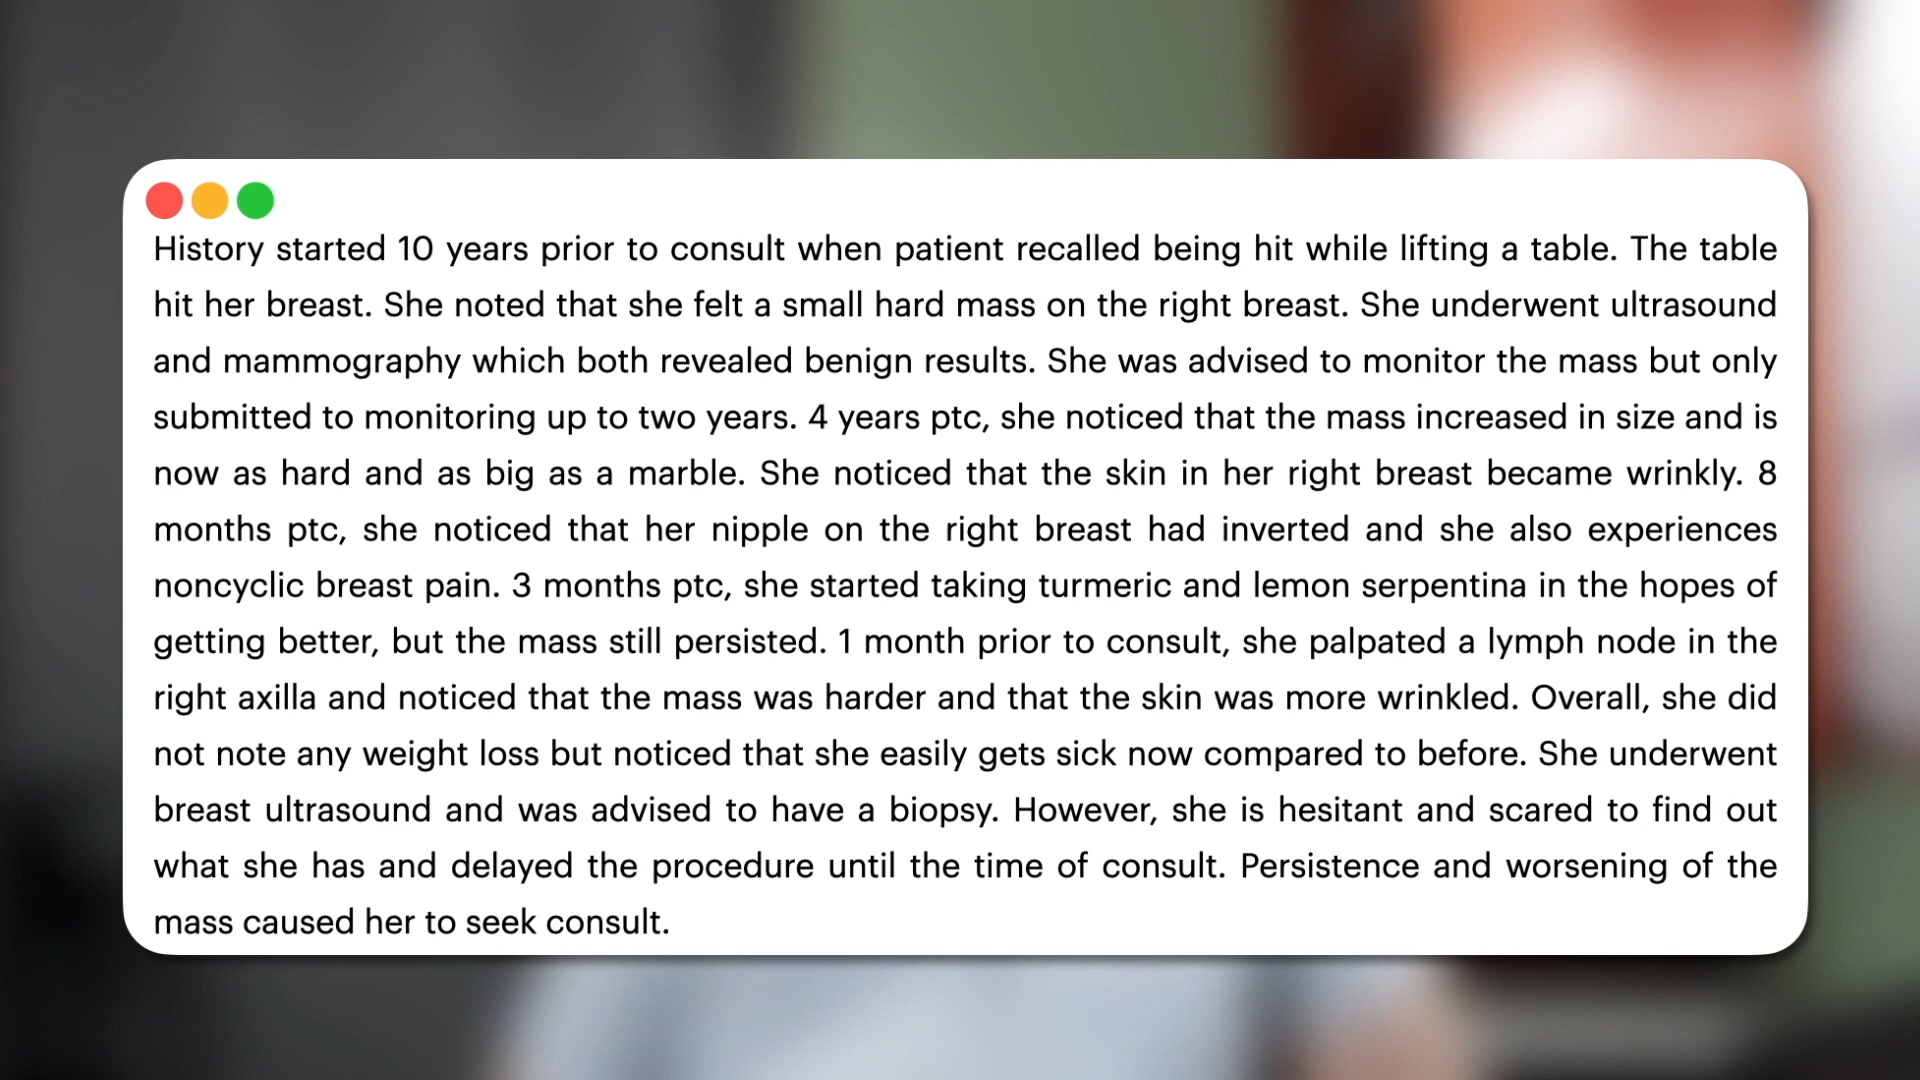 History started 10 years prior to consult when patient recalled being hit while lifting a table. The table
hit her breast. She noted that she felt a small hard mass on the right breast. She underwent ultrasound
and mammography which both revealed benign results. She was advised to monitor the mass but only
submitted to monitoring up to two years. 4 years ptc, she noticed that the mass increased in size and is
now as hard and as big as a marble. She noticed that the skin in her right breast became wrinkly. 8
months ptc, she noticed that her nipple on the right breast had inverted and she also experiences
noncyclic breast pain. 3 months ptc, she started taking turmeric and lemon serpentina in the hopes of
getting better, but the mass still persisted. 1 month prior to consult, she palpated a lymph node in the
right axilla and noticed that the mass was harder and that the skin was more wrinkled. Overall, she did
not note any weight loss but noticed that she easily gets sick now compared to before. She underwent
breast ultrasound and was advised to have a biopsy. However, she is hesitant and scared to find out
what she has and delayed the procedure until the time of consult. Persistence and worsening of the
mass caused her to seek consult.